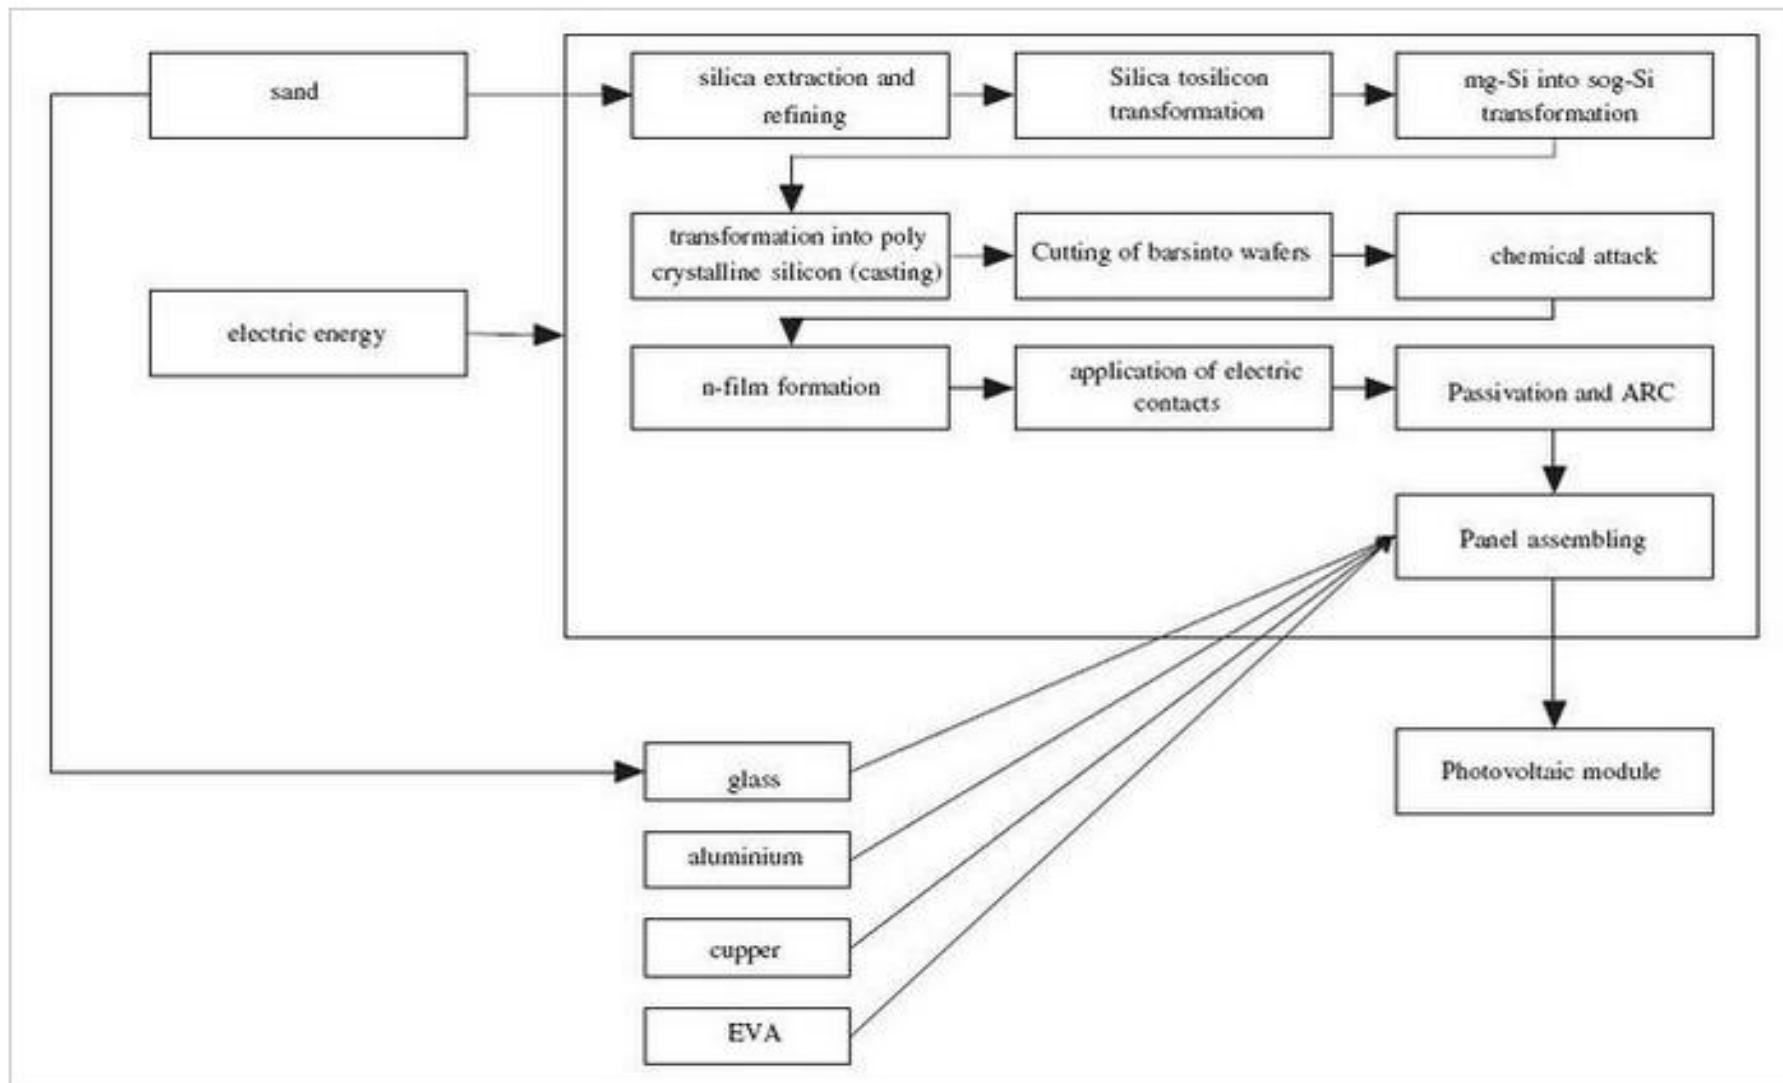 sand
silica extraction and
refining
Silica tosilicon
transformation
mg-Si into sog-Si
transformation
transformation into poly
crystalline silicon (casting)
Cutting of barsinto wafers
chemical attack
electric energy
n-film formation
application of electric
contacts
Passivation and ARC
Panel assembling
Photovoltaic module
glass
aluminium
cupper
EVA